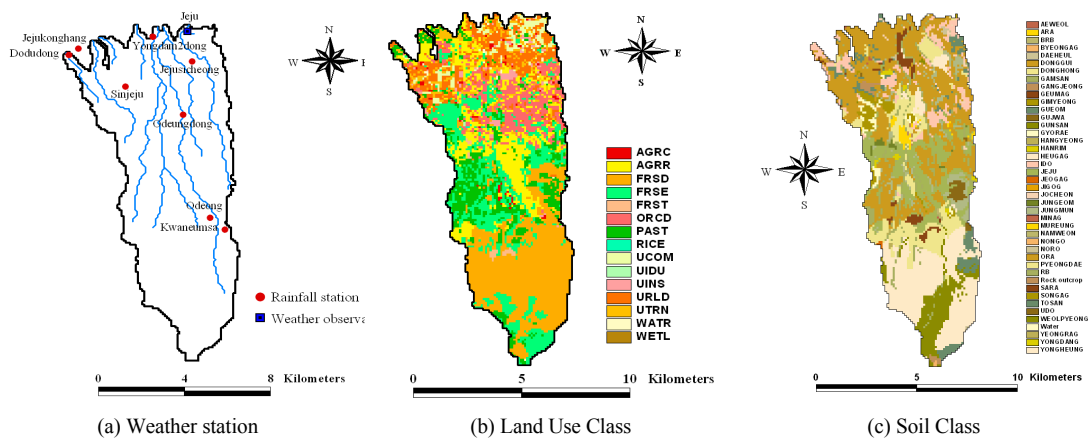 Jeju
Jejukonghang
Yongdam2dong
Dodudong
Jejusicheong
Sinjeju
Odeungdong
Odeong
Kwaneumsa
N
W
E
S
Rainfall station
Weather observa
0 4 8 Kilometers
(a) Weather station
N
W E
S
AGRC
AGRR
FRSD
FRSE
FRST
ORCD
PAST
RICE
UCOM
UIDU
UINS
URLD
UTRN
WATR
WETL
0 5 10 Kilometers
(b) Land Use Class
N
W E
S
AEWEOL
ARA
BRB
BYEONGAG
DAEHEUL
DONGGUI
DONGHONG
GAMSAN
GANGJEONG
GEUMAG
GIMYEONG
GUEOM
GUJWA
GUNSAN
GYORAE
HANGYEONG
HANRIM
HEUGAG
IDO
JEJU
JEOGAG
JIGOG
JOCHEON
JUNGEOM
JUNGMUN
MINAG
MUREUNG
NAMWEON
NONGO
NORO
ORA
PYEONGDAE
RB
Rock outcrop
SARA
SONGAG
TOSAN
UDO
WEOLPYEONG
Water
YEONGRAG
YONGDANG
YONGHEUNG
0 5 10 Kilometers
(c) Soil Class